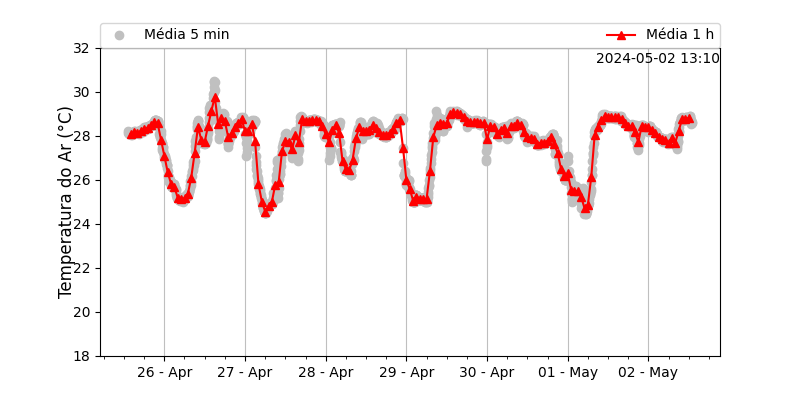 Média 5 min
Média 1 h
2024-05-02 13:10
Temperatura do Ar (°C)
32
30
28
26
24
22
20
18
26 - Apr
27 - Apr
28 - Apr
29 - Apr
30 - Apr
01 - May
02 - May